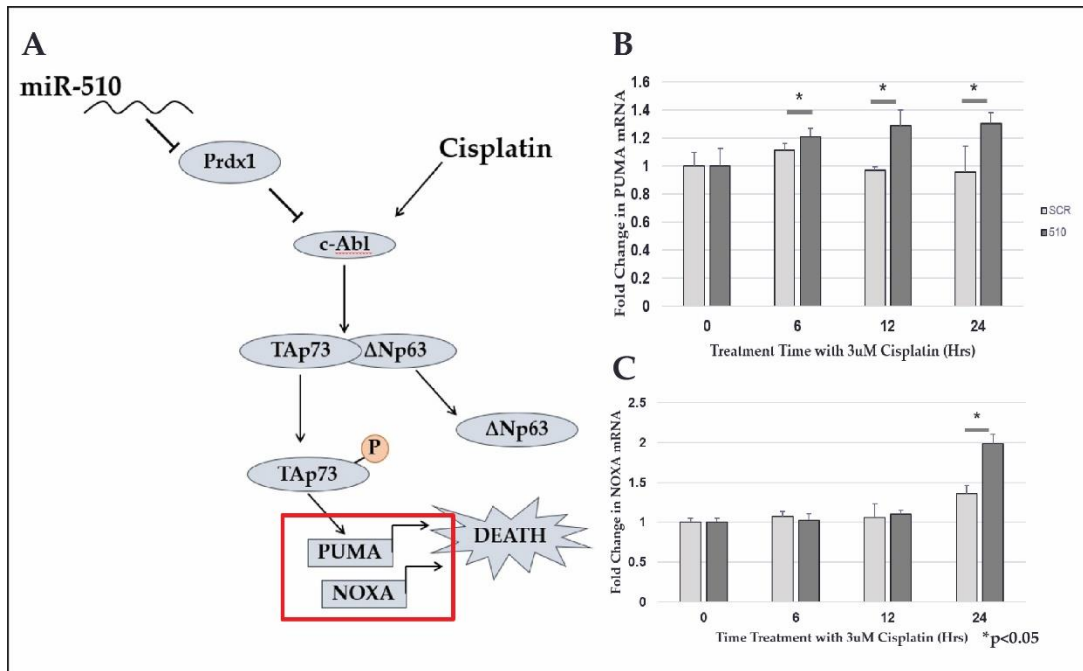 A
miR-510
Prdx1
Cisplatin
c-Abl
TAp73
ΔNp63
ΔNp63
TAp73
P
PUMA
NOXA
DEATH
B
Fold Change in PUMA mRNA
1.6
1.4
1.2
1
0.8
0.6
0.4
0.2
0
* * *
0 6 12 24
Treatment Time with 3uM Cisplatin (Hrs)
SCR
510
C
Fold Change in NOXA mRNA
2.5
2
1.5
1
0.5
0
*
0 6 12 24
Time Treatment with 3uM Cisplatin (Hrs)
*p<0.05